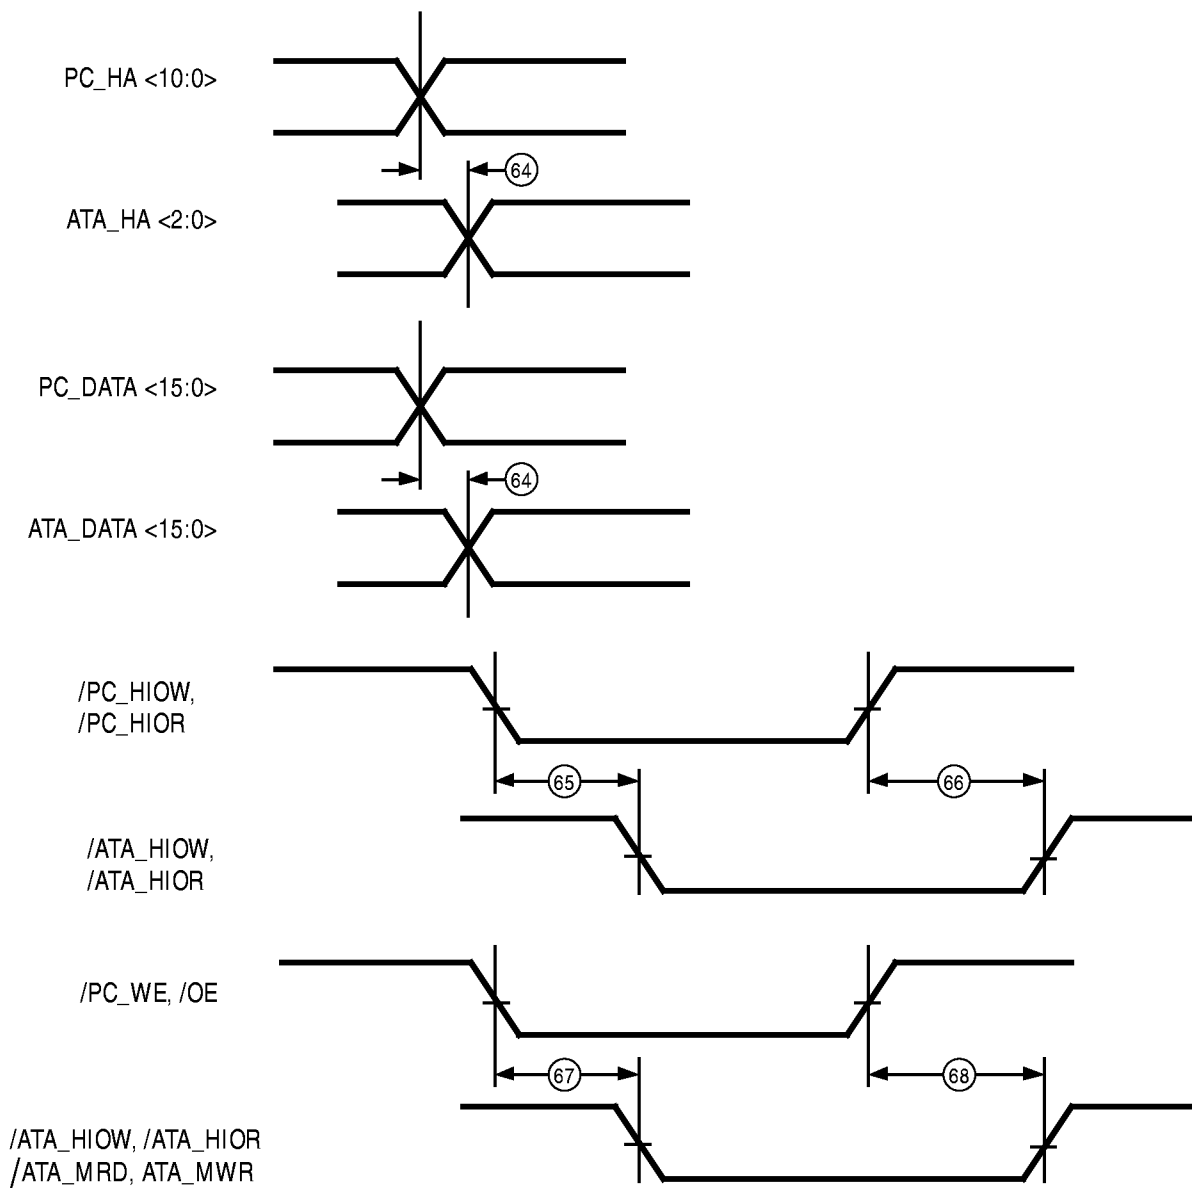 PC_HA <10:0>
64
ATA_HA <2:0>
PC_DATA <15:0>
64
ATA_DATA <15:0>
/PC_HIOW,
/PC_HIOR
65
66
/ATA_HIOW,
/ATA_HIOR
/PC_WE, /OE
67
68
/ATA_HIOW, /ATA_HIOR
/ATA_MRD, ATA_MWR